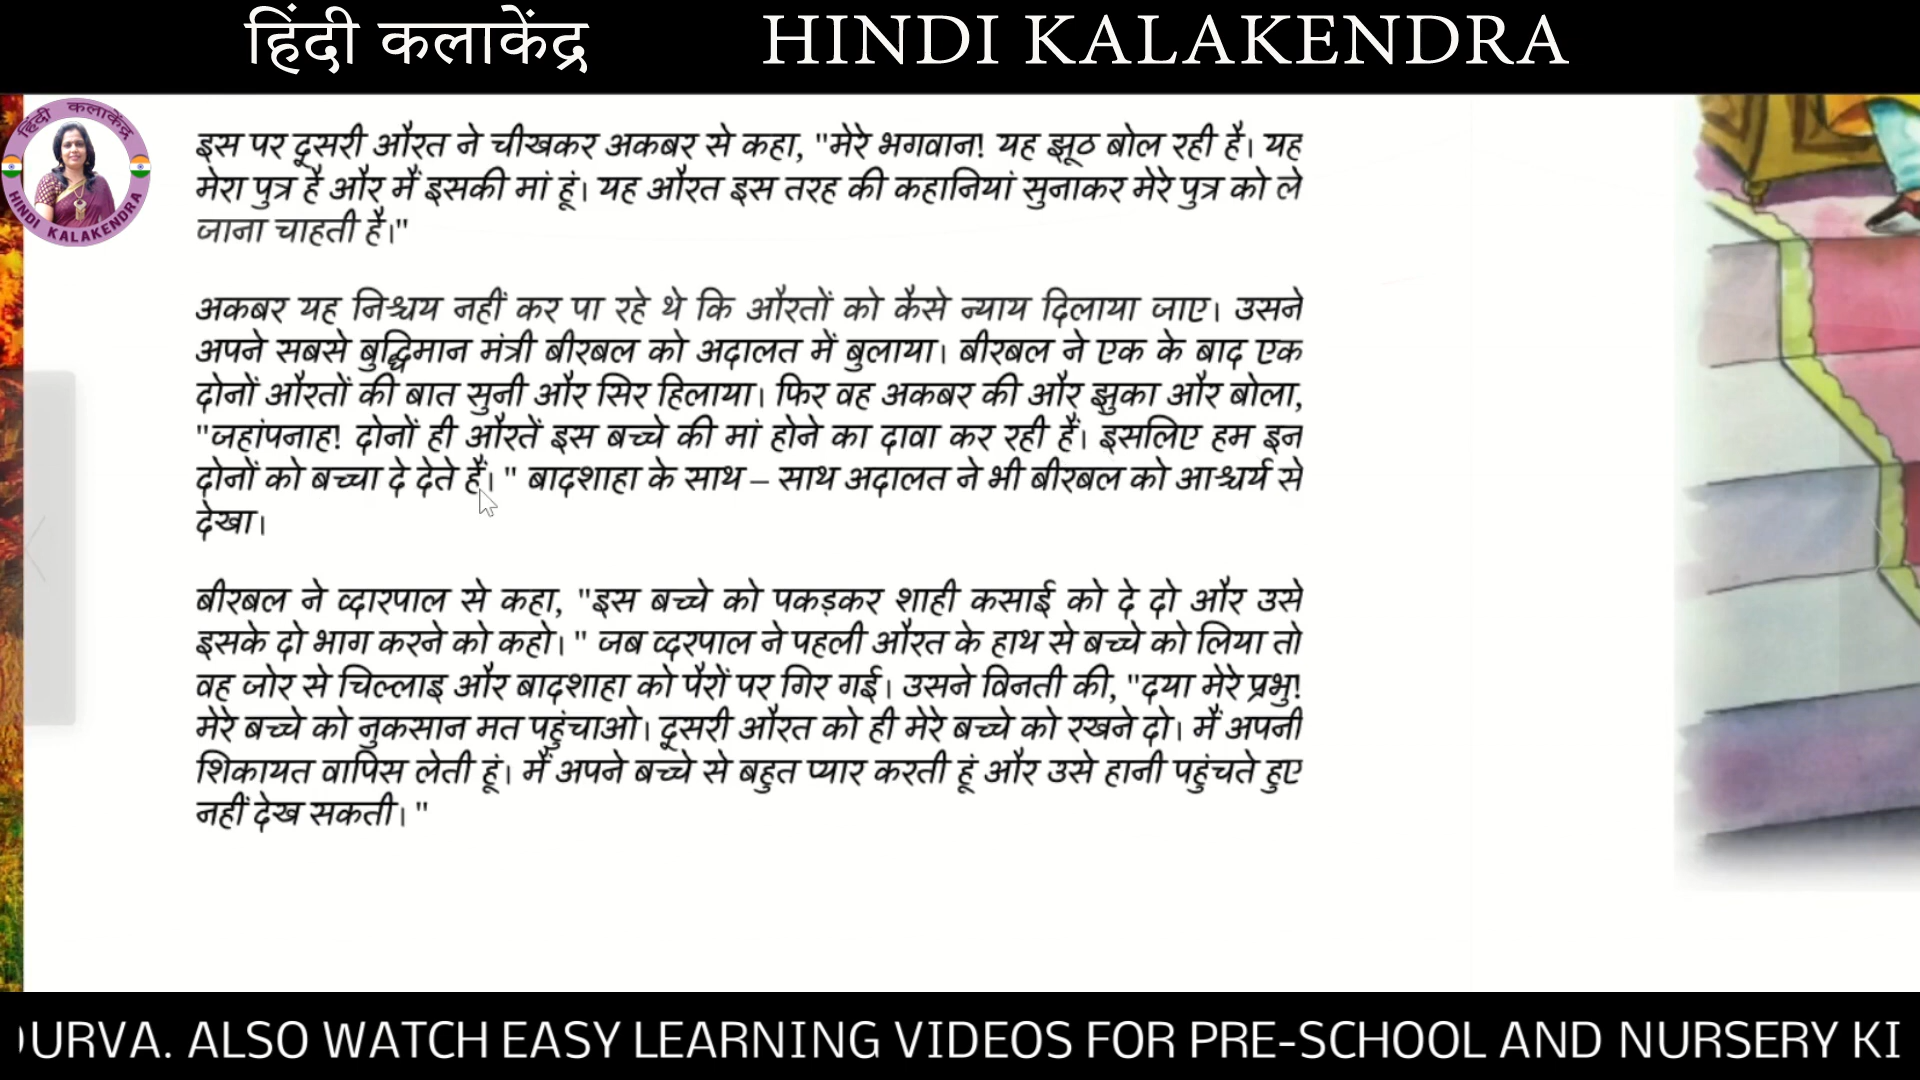 हिंदी कलाकेंद्र HINDI KALAKENDRA
हिंदी कलाकेंद्र
HINDI KALAKENDRA
इस पर दूसरी औरत ने चीखकर अकबर से कहा, "मेरे भगवान! यह झूठ बोल रही है। यह
मेरा पुत्र है और मैं इसकी मां हूं। यह औरत इस तरह की कहानियां सुनाकर मेरे पुत्र को ले
जाना चाहती है।"
अकबर यह निश्चय नहीं कर पा रहे थे कि औरतों को कैसे न्याय दिलाया जाए। उसने
अपने सबसे बुद्धिमान मंत्री बीरबल को अदालत में बुलाया। बीरबल ने एक के बाद एक
दोनों औरतों की बात सुनी और सिर हिलाया। फिर वह अकबर की और झुका और बोला,
"जहांपनाह! दोनों ही औरतें इस बच्चे की मां होने का दावा कर रही हैं। इसलिए हम इन
दोनों को बच्चा दे देते हैं। " बादशाहा के साथ – साथ अदालत ने भी बीरबल को आश्चर्य से
देखा।
बीरबल ने व्दारपाल से कहा, "इस बच्चे को पकड़कर शाही कसाई को दे दो और उसे
इसके दो भाग करने को कहो। " जब व्दरपाल ने पहली औरत के हाथ से बच्चे को लिया तो
वह जोर से चिल्लाइ और बादशाहा को पैरों पर गिर गई। उसने विनती की, "दया मेरे प्रभु!
मेरे बच्चे को नुकसान मत पहुंचाओ। दूसरी औरत को ही मेरे बच्चे को रखने दो। मैं अपनी
शिकायत वापिस लेती हूं। मैं अपने बच्चे से बहुत प्यार करती हूं और उसे हानी पहुंचते हुए
नहीं देख सकती। "
URVA. ALSO WATCH EASY LEARNING VIDEOS FOR PRE-SCHOOL AND NURSERY KI